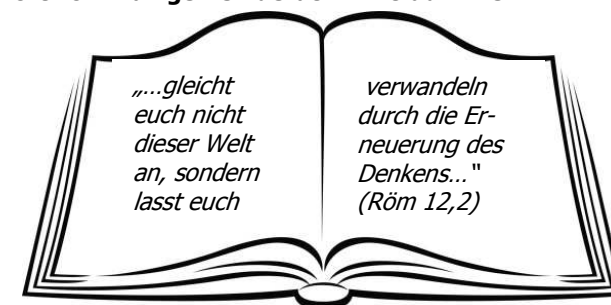 „...gleicht
euch nicht
dieser Welt
an, sondern
lasst euch
verwandeln
durch die Er-
neuerung des
Denkens..."
(Röm 12,2)